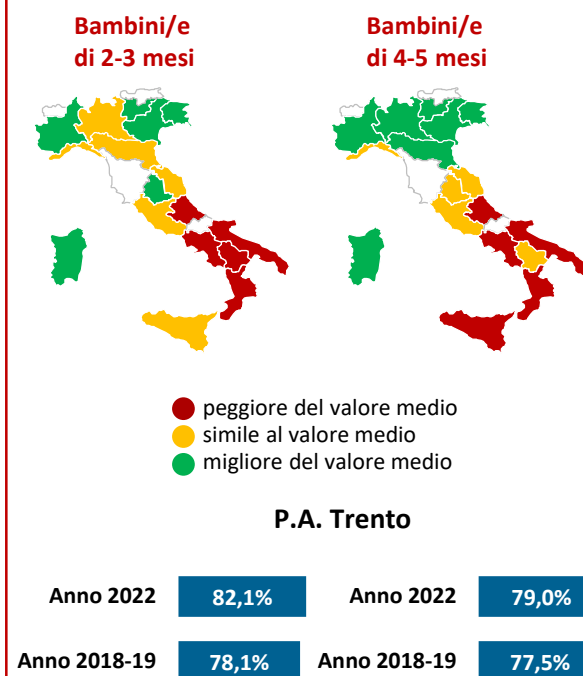 Bambini/e
di 2-3 mesi
Bambini/e
di 4-5 mesi
peggiore del valore medio
simile al valore medio
migliore del valore medio
P.A. Trento
Anno 2022 82,1% Anno 2022 79,0%
Anno 2018-19 78,1% Anno 2018-19 77,5%